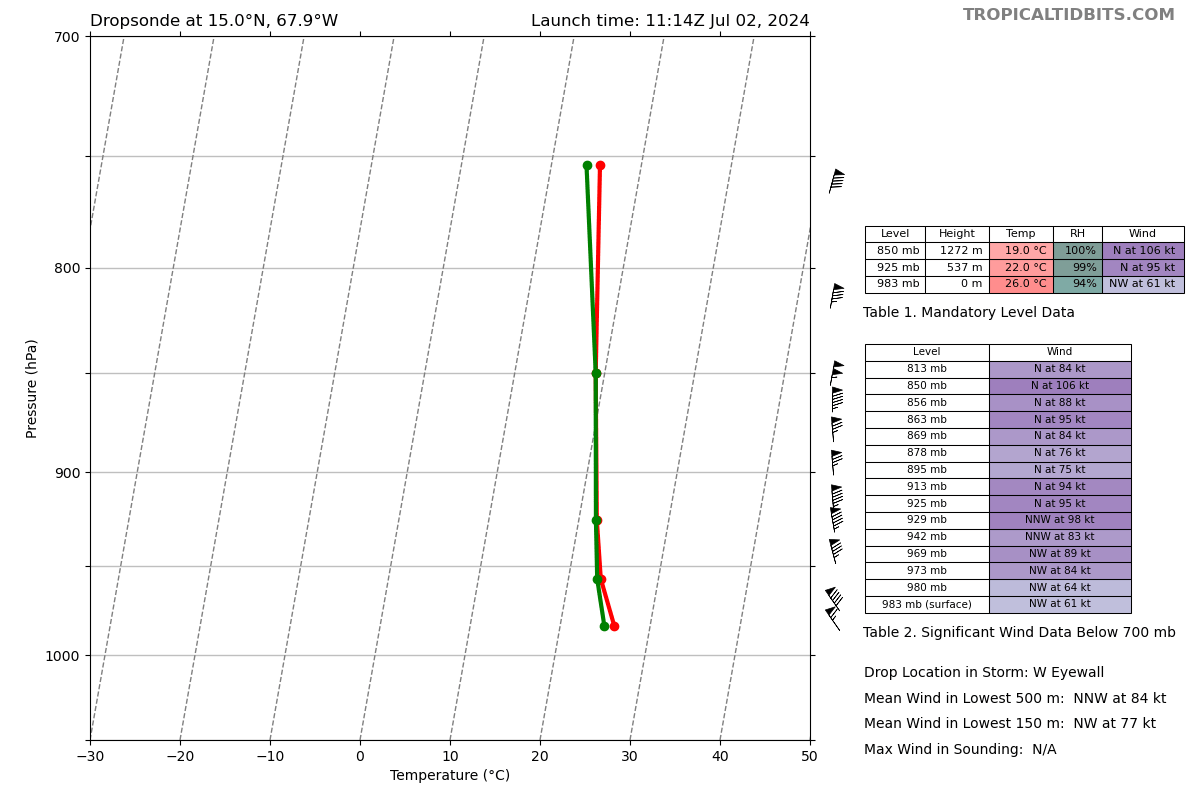 Dropsonde at 15.0°N, 67.9°W
Launch time: 11:14Z Jul 02, 2024
TROPICALTIDBITS.COM
700
800
900
1000
Pressure (hPa)
−30 −20 −10 0 10 20 30 40 50
Temperature (°C)
Level Height Temp RH Wind
850 mb 1272 m 19.0 °C 100% N at 106 kt
925 mb 537 m 22.0 °C 99% N at 95 kt
983 mb 0 m 26.0 °C 94% NW at 61 kt
Table 1. Mandatory Level Data
Level Wind
813 mb N at 84 kt
850 mb N at 106 kt
856 mb N at 88 kt
863 mb N at 95 kt
869 mb N at 84 kt
878 mb N at 76 kt
895 mb N at 75 kt
913 mb N at 94 kt
925 mb N at 95 kt
929 mb NNW at 98 kt
942 mb NNW at 83 kt
969 mb NW at 89 kt
973 mb NW at 84 kt
980 mb NW at 64 kt
983 mb (surface) NW at 61 kt
Table 2. Significant Wind Data Below 700 mb
Drop Location in Storm: W Eyewall
Mean Wind in Lowest 500 m: NNW at 84 kt
Mean Wind in Lowest 150 m: NW at 77 kt
Max Wind in Sounding: N/A